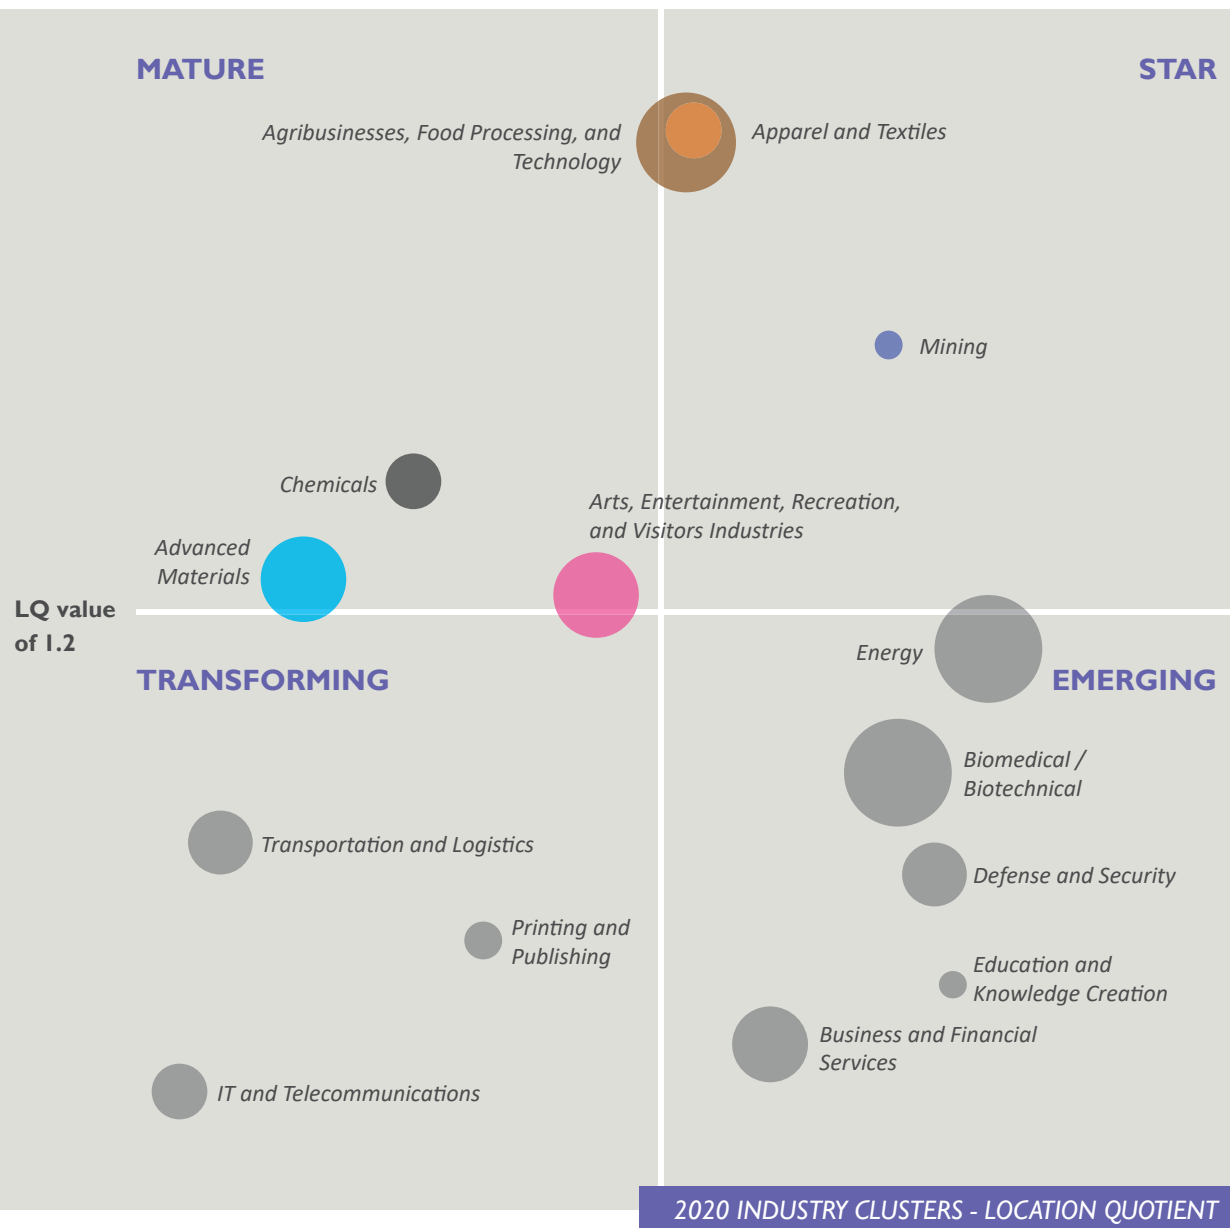 MATURE
STAR
Agribusinesses, Food Processing, and
Technology
Apparel and Textiles
Mining
Chemicals
Arts, Entertainment, Recreation,
and Visitors Industries
Advanced
Materials
LQ value
of 1.2
Energy
TRANSFORMING
EMERGING
Biomedical /
Biotechnical
Transportation and Logistics
Defense and Security
Printing and
Publishing
Education and
Knowledge Creation
Business and Financial
Services
IT and Telecommunications
2020 INDUSTRY CLUSTERS - LOCATION QUOTIENT